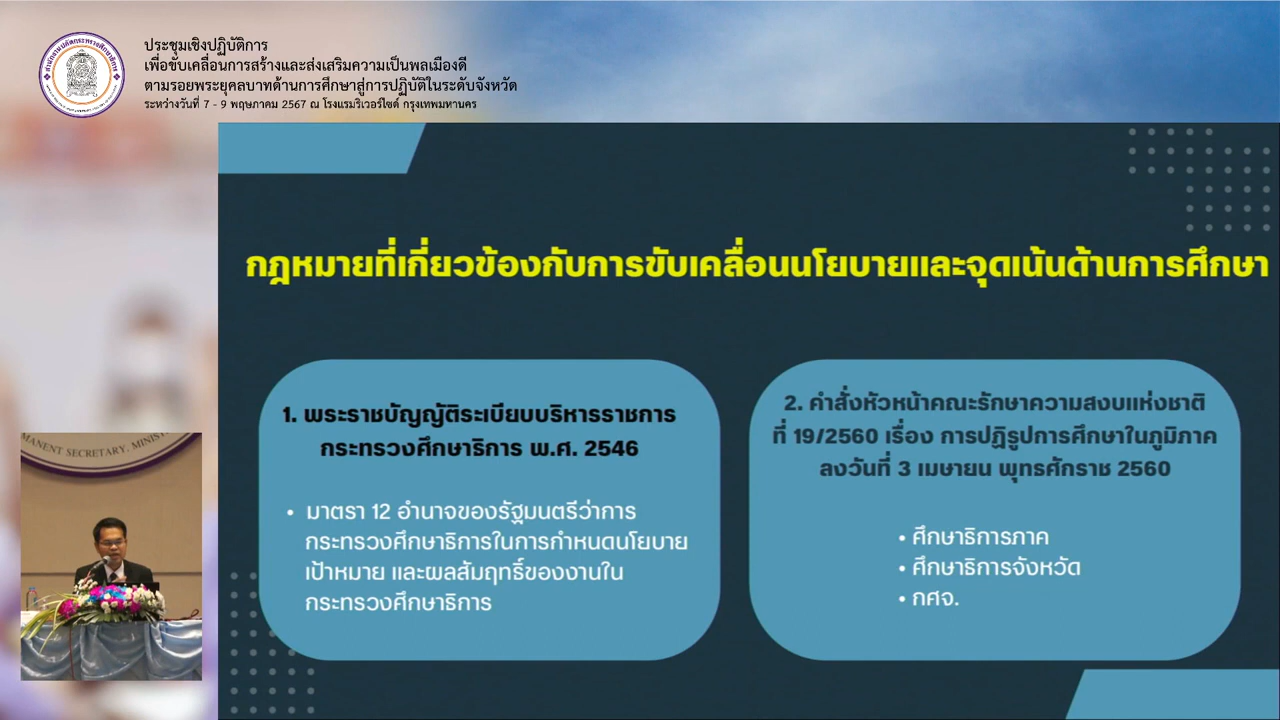 ประชุมเชิงปฏิบัติการ
เพื่อขับเคลื่อนการสร้างและส่งเสริมความเป็นพลเมืองดี
ตามรอยพระยุคลบาทด้านการศึกษาสู่การปฏิบัติในระดับจังหวัด
ระหว่างวันที่ 7 - 9 พฤษภาคม 2567 ณ โรงแรมริเวอร์ไซด์ กรุงเทพมหานคร
กฎหมายที่เกี่ยวข้องกับการขับเคลื่อนนโยบายและจุดเน้นด้านการศึกษา
1. พระราชบัญญัติระเบียบบริหารราชการ
กระทรวงศึกษาธิการ พ.ศ. 2546
• มาตรา 12 อำนาจของรัฐมนตรีว่าการ
กระทรวงศึกษาธิการในการกำหนดนโยบาย
เป้าหมาย และผลสัมฤทธิ์ของงานใน
กระทรวงศึกษาธิการ
2. คำสั่งหัวหน้าคณะรักษาความสงบแห่งชาติ
ที่ 19/2560 เรื่อง การปฏิรูปการศึกษาในภูมิภาค
ลงวันที่ 3 เมษายน พุทธศักราช 2560
• ศึกษาธิการภาค
• ศึกษาธิการจังหวัด
• กศจ.
MANENT SECRETARY, MINIS